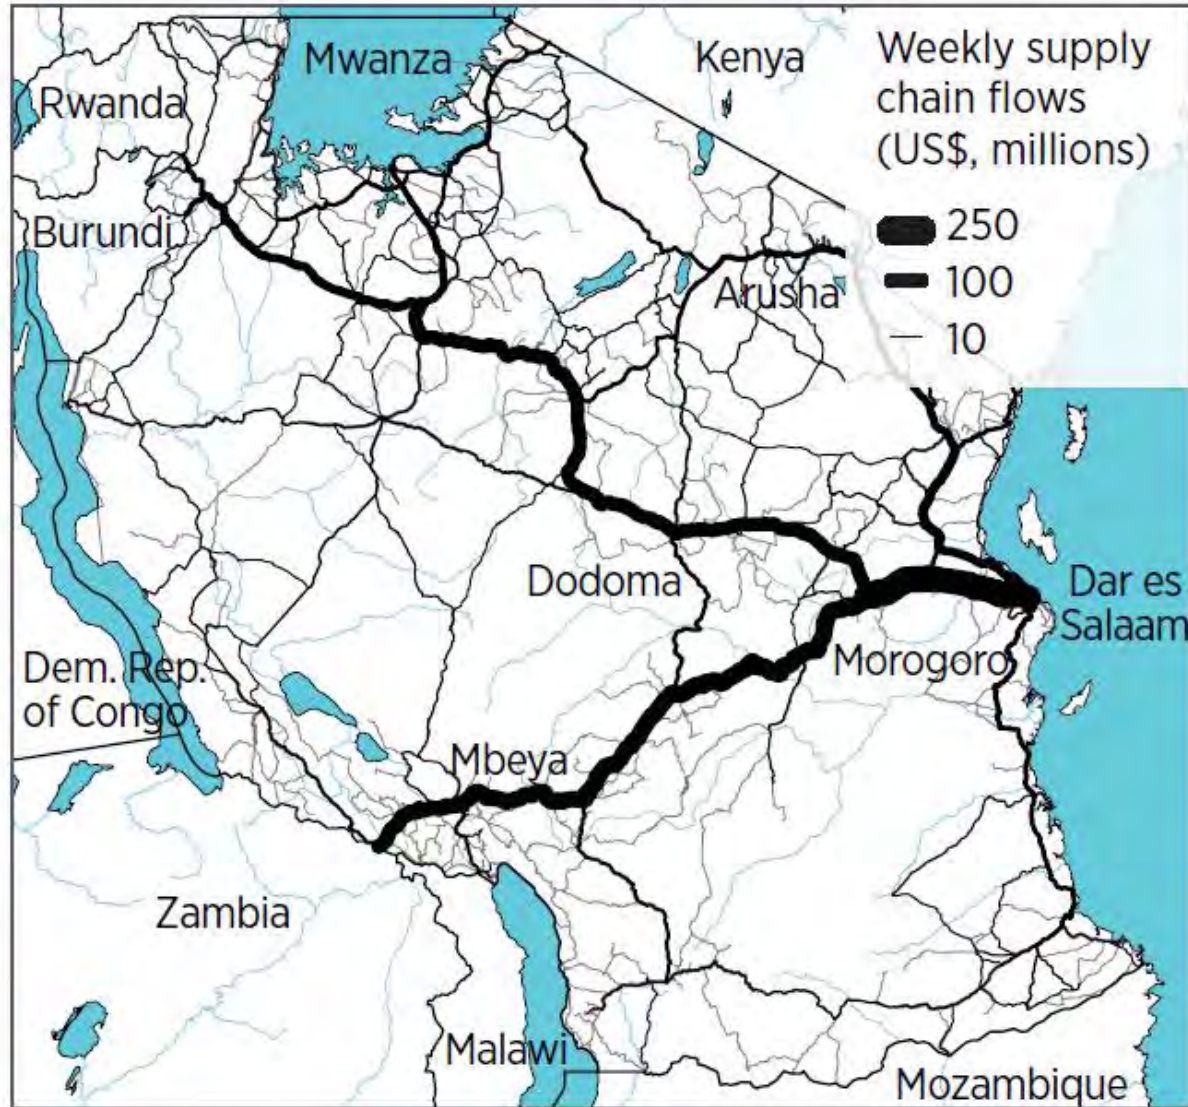 Mwanza
Kenya
Weekly supply
chain flows
(US$, millions)
250
100
10
Rwanda
Burundi
Arusha
Dodoma
Dar es
Salaam
Morogoro
Dem. Rep.
of Congo
Mbeya
Zambia
Malawi
Mozambique